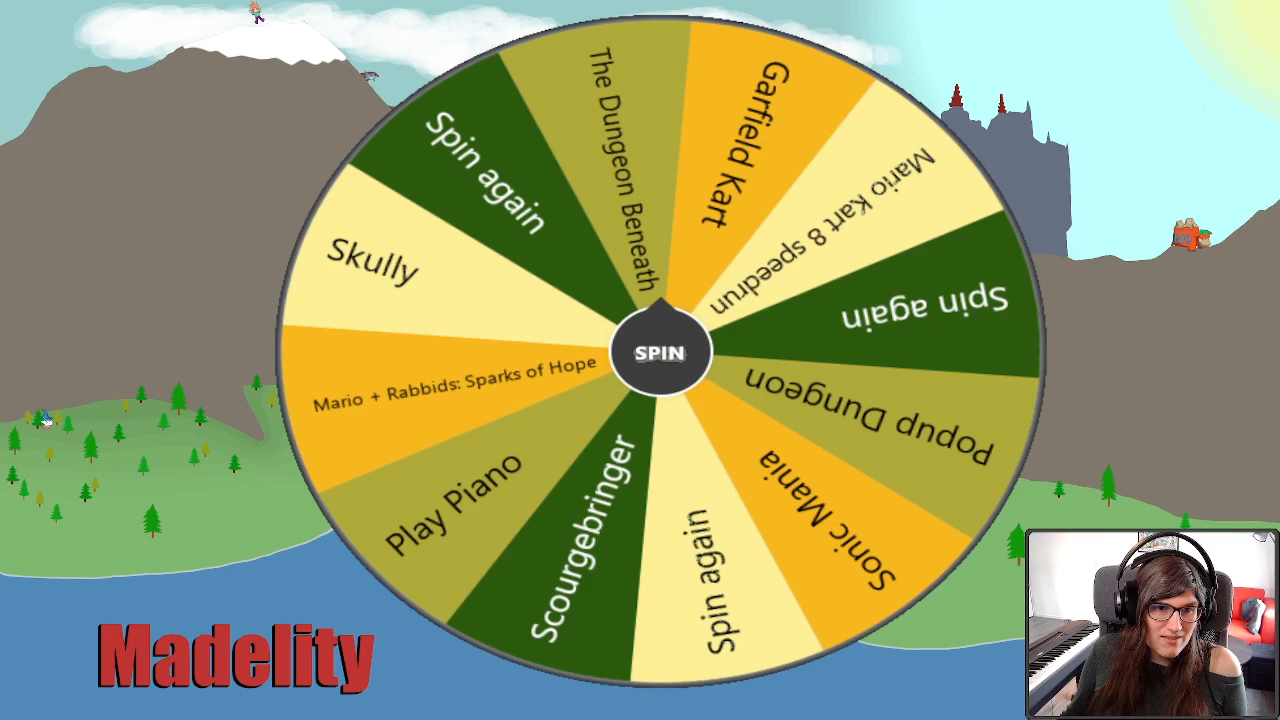 The Dungeon Beneath
Garfield Kart
Mario Kart 8 speedrun
Spin again
Popup Dungeon
Sonic Mania
Spin again
Scourgebringer
Play Piano
Mario + Rabbids: Sparks of Hope
Skully
Spin again
SPIN
Madelity